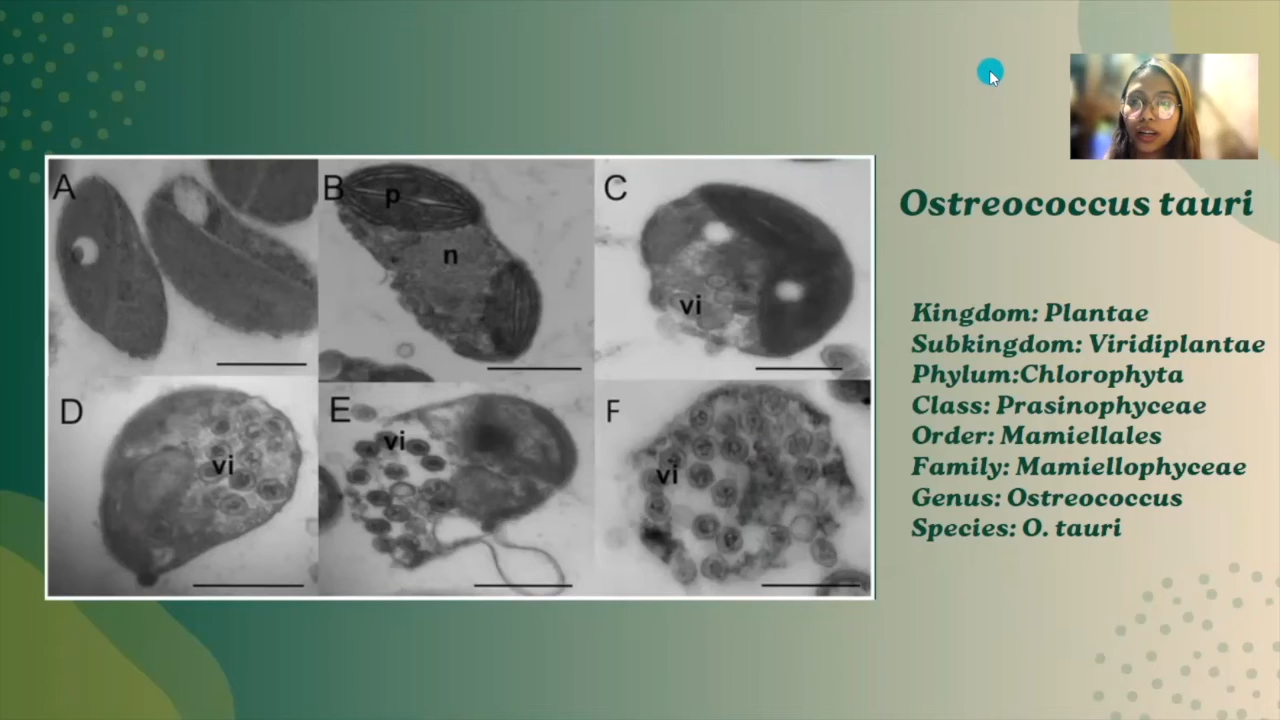 A
B
p
n
C
vi
D
vi
E
vi
F
vi
Ostreococcus tauri
Kingdom: Plantae
Subkingdom: Viridiplantae
Phylum:Chlorophyta
Class: Prasinophyceae
Order: Mamiellales
Family: Mamiellophyceae
Genus: Ostreococcus
Species: O. tauri